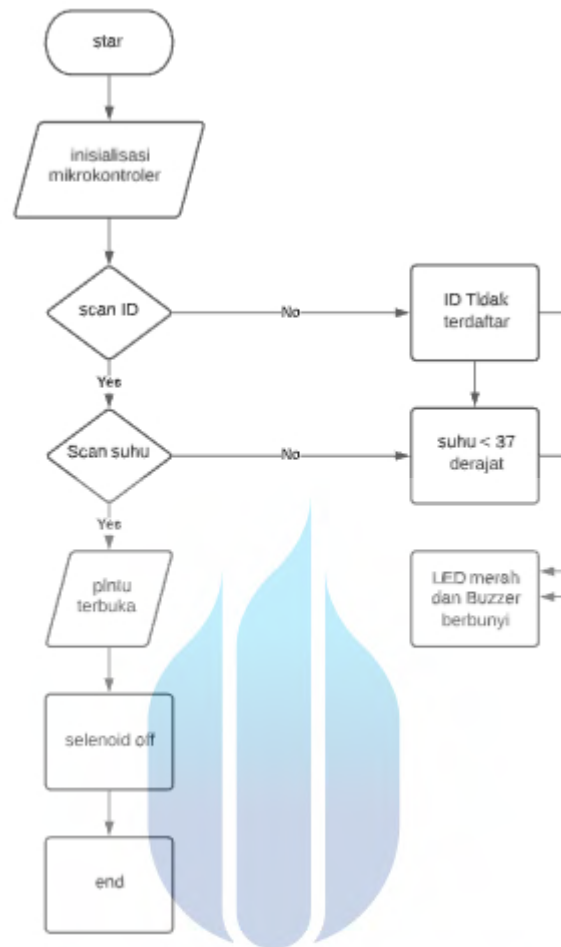 star
inisialisasi
mikrokontroler
scan ID
No
ID Tidak
terdaftar
Yes
Scan suhu
No
suhu < 37
derajat
Yes
pintu
terbuka
LED merah
dan Buzzer
berbunyi
selenoid off
end